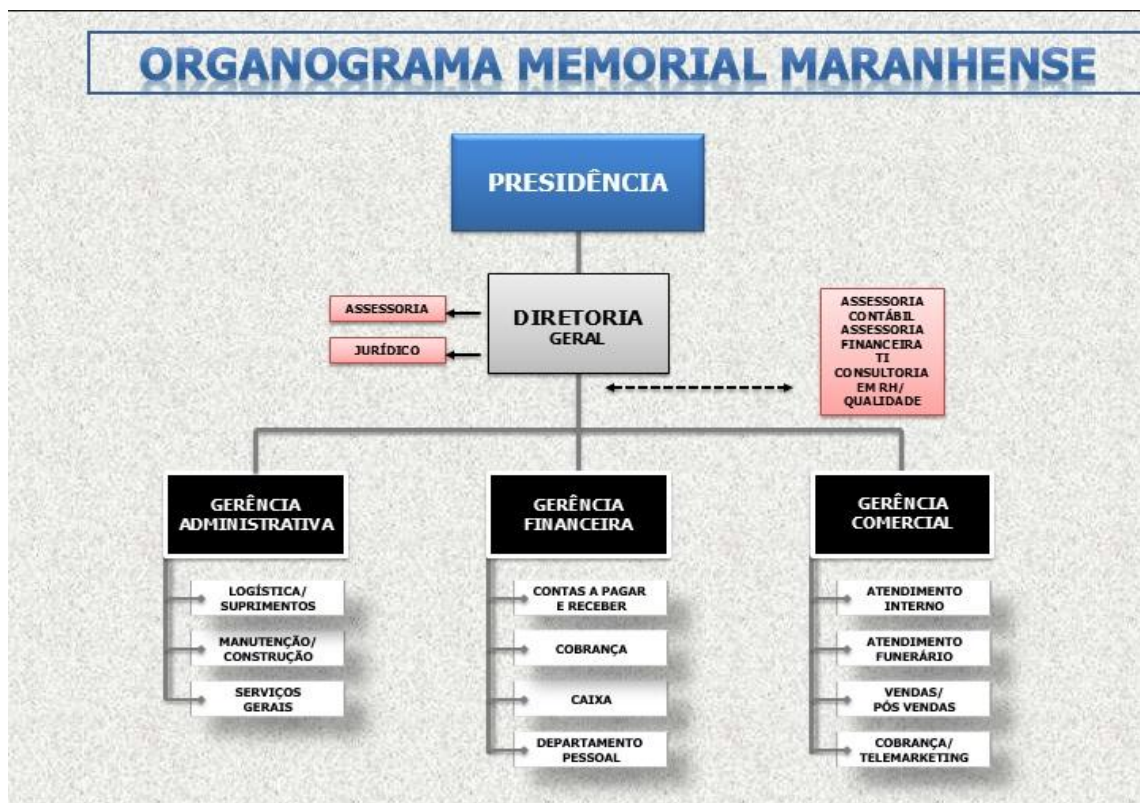 ORGANOGRAMA MEMORIAL MARANHENSE
PRESIDÊNCIA
DIRETORIA
GERAL
ASSESSORIA
JURÍDICO
ASSESSORIA
CONTÁBIL
ASSESSORIA
FINANCEIRA
TI
CONSULTORIA
EM RH/
QUALIDADE
GERÊNCIA
ADMINISTRATIVA
LOGÍSTICA/
SUPRIMENTOS
MANUTENÇÃO/
CONSTRUÇÃO
SERVIÇOS
GERAIS
GERÊNCIA
FINANCEIRA
CONTAS A PAGAR
E RECEBER
COBRANÇA
CAIXA
DEPARTAMENTO
PESSOAL
GERÊNCIA
COMERCIAL
ATENDIMENTO
INTERNO
ATENDIMENTO
FUNERÁRIO
VENDAS/
PÓS VENDAS
COBRANÇA/
TELEMARKETING